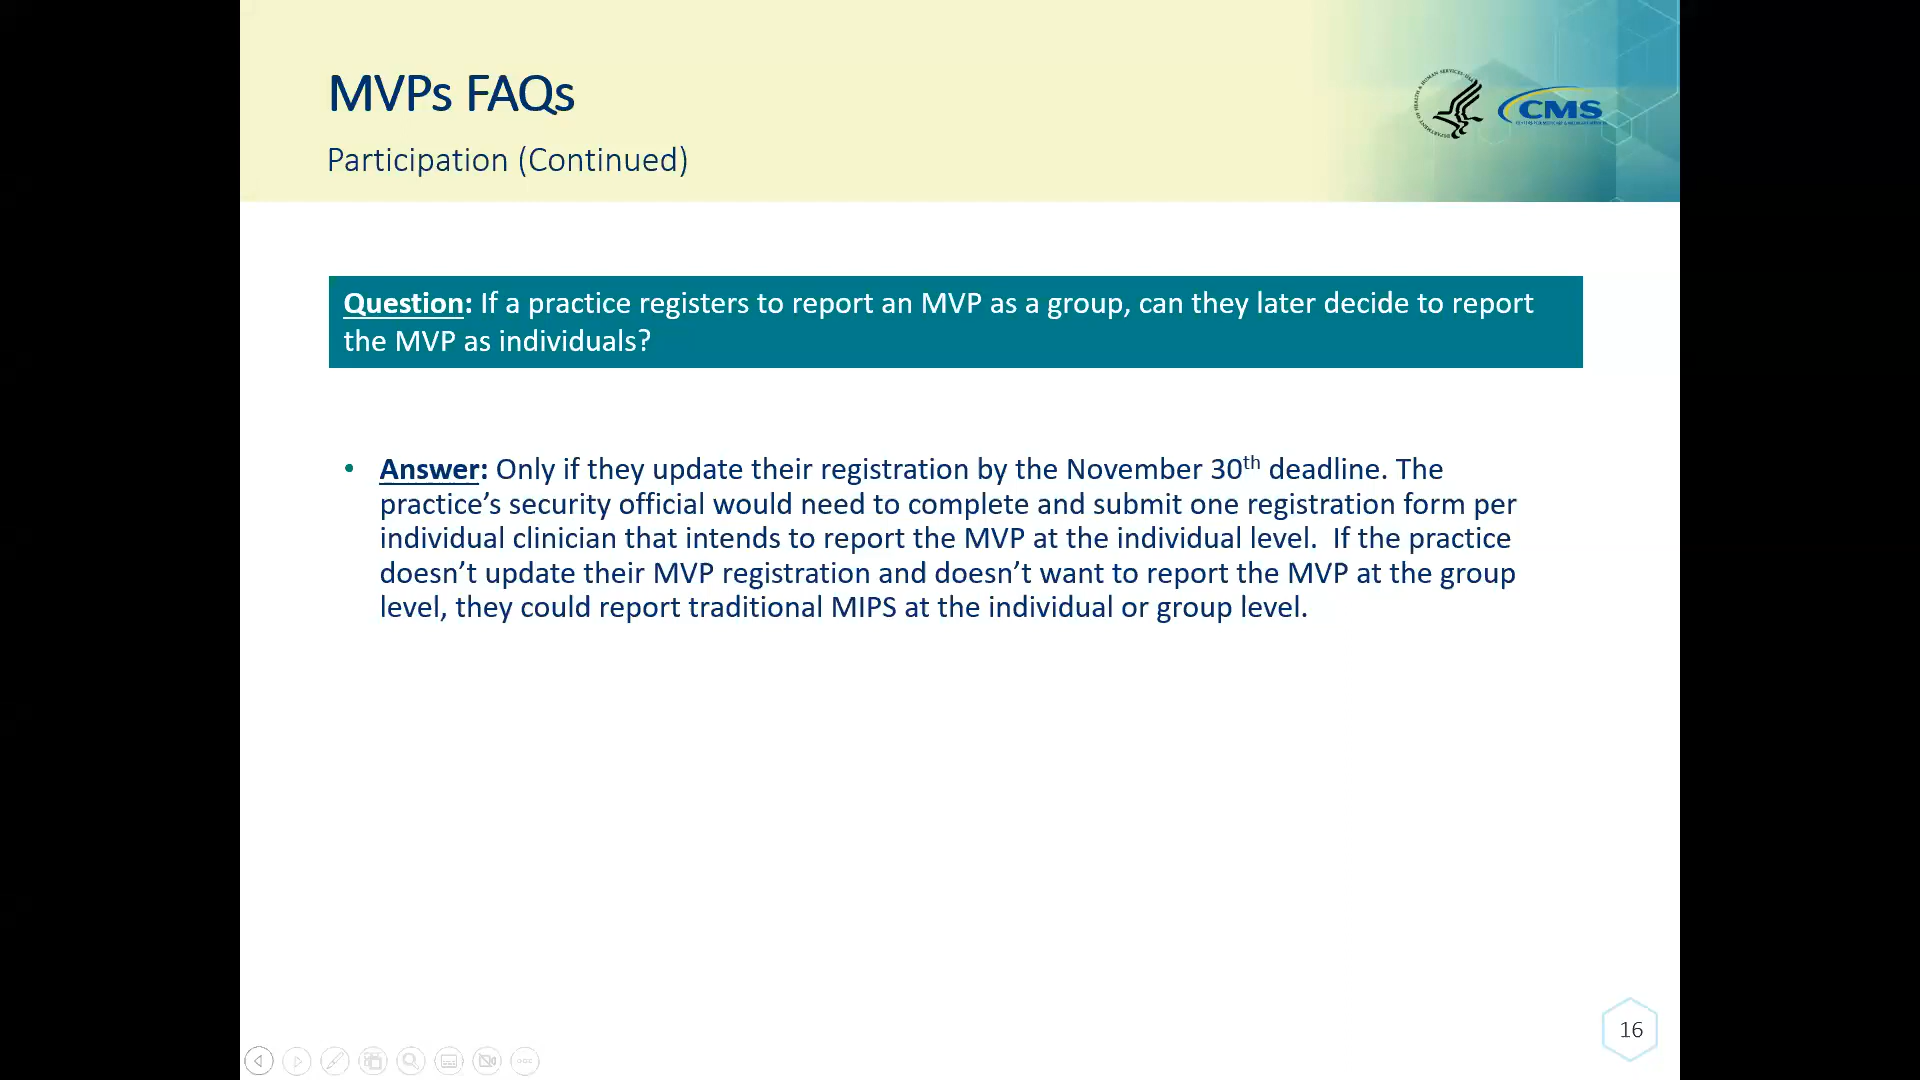 MVPs FAQs
Participation (Continued)
CMS
Question: If a practice registers to report an MVP as a group, can they later decide to report
the MVP as individuals?
• Answer: Only if they update their registration by the November 30th deadline. The
practice’s security official would need to complete and submit one registration form per
individual clinician that intends to report the MVP at the individual level.  If the practice
doesn’t update their MVP registration and doesn’t want to report the MVP at the group
level, they could report traditional MIPS at the individual or group level.
16